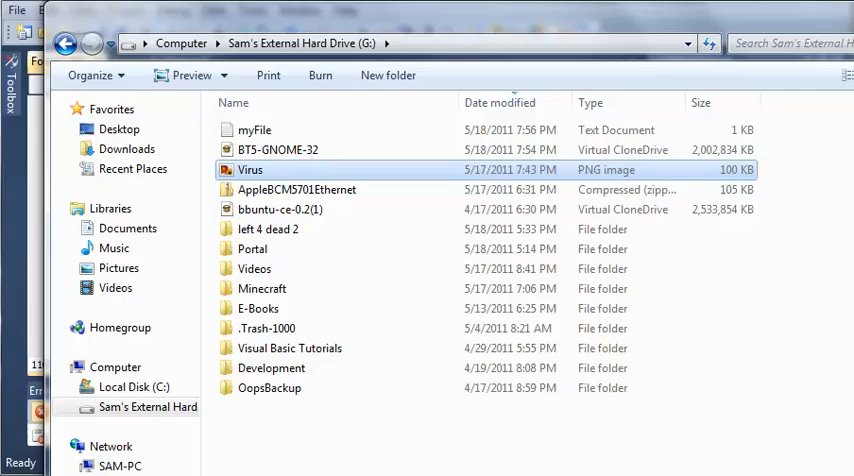 File
Computer Sam's External Hard Drive (G:) Search Sam's External H
Organize Preview Print Burn New folder
Toolbox
Fo
Name Date modified Type Size
Favorites
Desktop
Downloads
Recent Places
Libraries
Documents
Music
Pictures
Videos
Homegroup
Computer
Local Disk (C:)
Sam's External Hard
Network
SAM-PC
myFile 5/18/2011 7:56 PM Text Document 1 KB
BT5-GNOME-32 5/18/2011 7:54 PM Virtual CloneDrive 2,002,834 KB
Virus 5/17/2011 7:43 PM PNG image 100 KB
AppleBCM5701Ethernet 5/17/2011 6:31 PM Compressed (zipp... 105 KB
bbuntu-ce-0.2(1) 4/17/2011 6:30 PM Virtual CloneDrive 2,533,854 KB
left 4 dead 2 5/18/2011 5:33 PM File folder
Portal 5/18/2011 5:14 PM File folder
Videos 5/17/2011 8:41 PM File folder
Minecraft 5/17/2011 7:06 PM File folder
E-Books 5/13/2011 6:25 PM File folder
.Trash-1000 5/4/2011 8:21 AM File folder
Visual Basic Tutorials 4/29/2011 5:55 PM File folder
Development 4/19/2011 8:08 PM File folder
OopsBackup 4/17/2011 8:59 PM File folder
Err
Ready